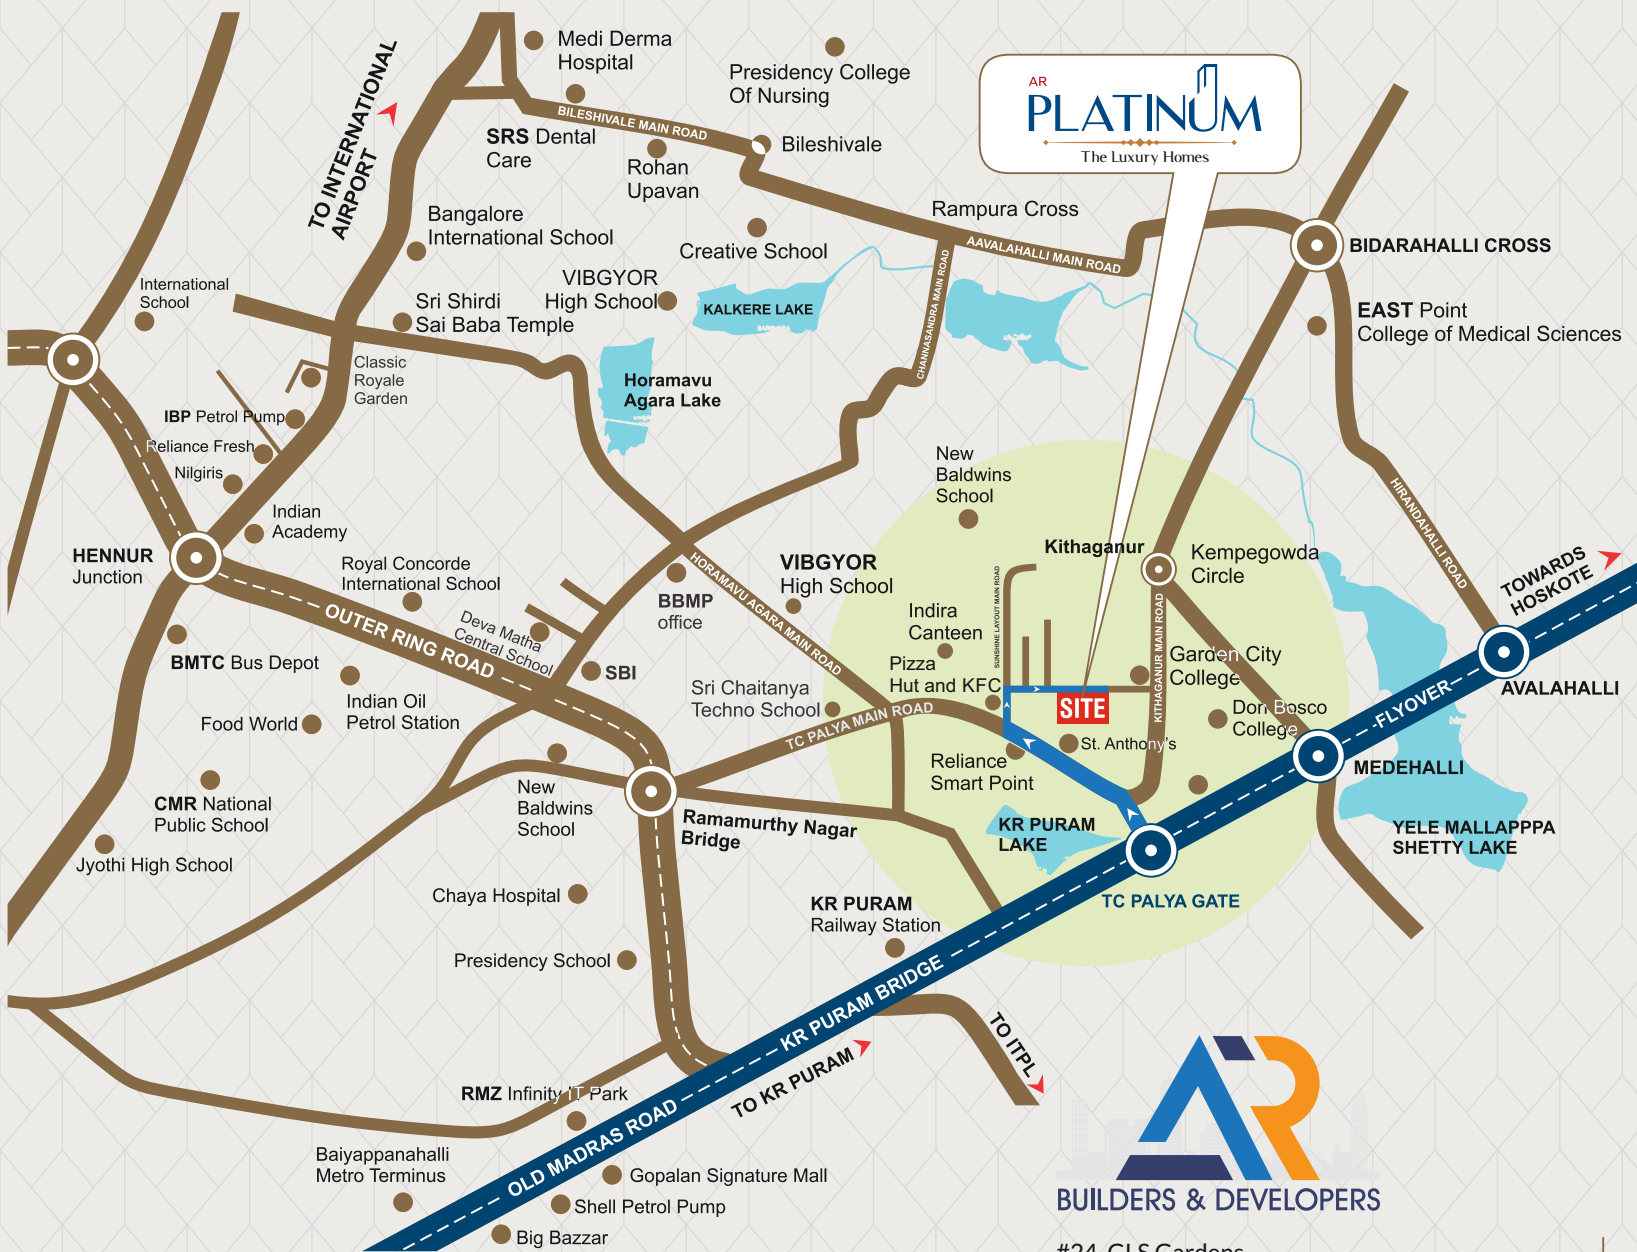 Medi Derma
Hospital
Presidency College
Of Nursing
AR
PLATINUM
The Luxury Homes
TO INTERNATIONAL
AIRPORT
BILESHIVALE MAIN ROAD
SRS Dental
Care
Bileshivale
Rohan
Upavan
Rampura Cross
Bangalore
International School
Creative School
AAVALAHALLI MAIN ROAD
BIDARAHALLI CROSS
VIBGYOR
High School
CHANNASANDRA MAIN ROAD
International
School
Sri Shirdi
Sai Baba Temple
KALKERE LAKE
EAST Point
College of Medical Sciences
Classic
Royale
Garden
Horamavu
Agara Lake
IBP Petrol Pump
Reliance Fresh
Nilgiris
New
Baldwins
School
HIRANDAHALLI ROAD
Indian
Academy
HENNUR
Junction
Royal Concorde
International School
Kithaganur
Kempegowda
Circle
VIBGYOR
High School
HORAMAVU AGARA MAIN ROAD
BBMP
office
SUNSHINE LAYOUT MAIN ROAD
KITHAGANUR MAIN ROAD
TOWARDS
HOSKOTE
OUTER RING ROAD
Deva Matha
Central School
Indira
Canteen
BMTC Bus Depot
SBI
Pizza
Hut and KFC
Garden City
College
AVALAHALLI
Indian Oil
Petrol Station
Sri Chaitanya
Techno School
SITE
FLYOVER
Food World
TC PALYA MAIN ROAD
Don Bosco
College
St. Anthony's
Reliance
Smart Point
MEDEHALLI
CMR National
Public School
New
Baldwins
School
Ramamurthy Nagar
Bridge
KR PURAM
LAKE
YELE MALLAPPPA
SHETTY LAKE
Jyothi High School
Chaya Hospital
KR PURAM
Railway Station
TC PALYA GATE
Presidency School
KR PURAM BRIDGE
TO ITPL
TO KR PURAM
RMZ Infinity IT Park
OLD MADRAS ROAD
Baiyappanahalli
Metro Terminus
Gopalan Signature Mall
Shell Petrol Pump
Big Bazzar
AR
BUILDERS & DEVELOPERS
#24, GLS Gardens